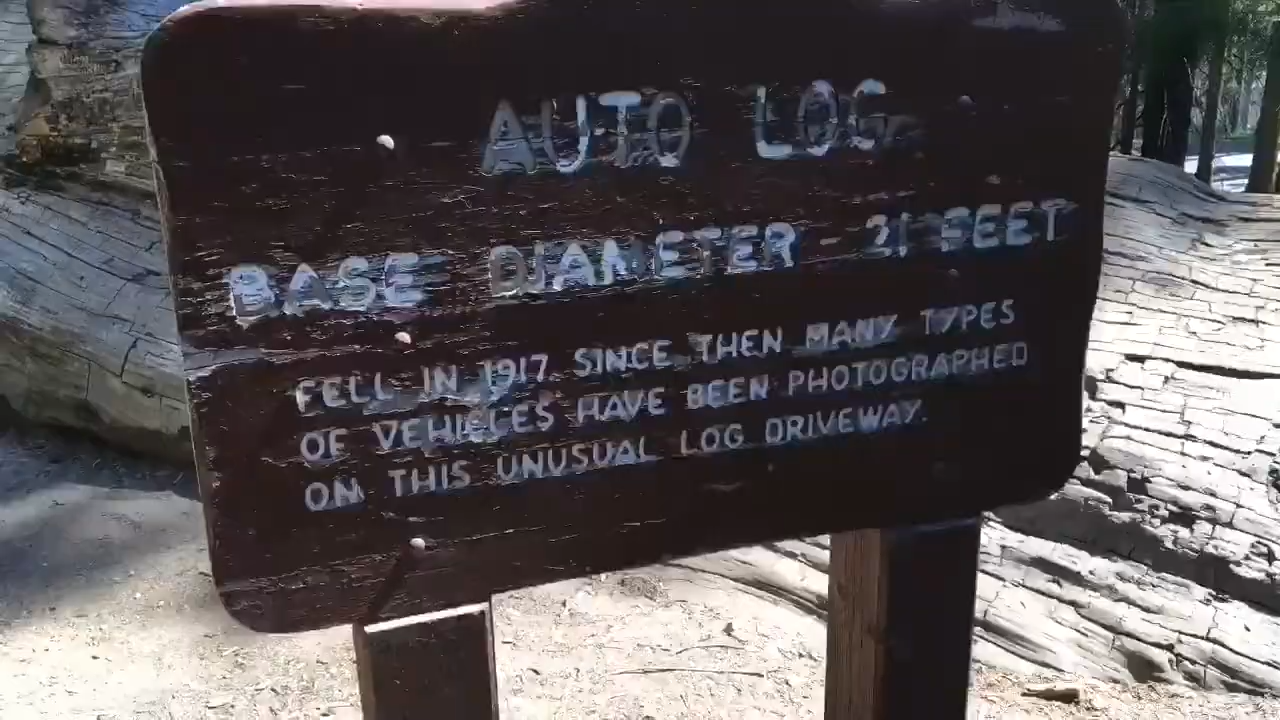 AUTO LOG
BASE DIAMETER - 21 FEET
FELL IN 1917. SINCE THEN MANY TYPES
OF VEHICLES HAVE BEEN PHOTOGRAPHED
ON THIS UNUSUAL LOG DRIVEWAY.